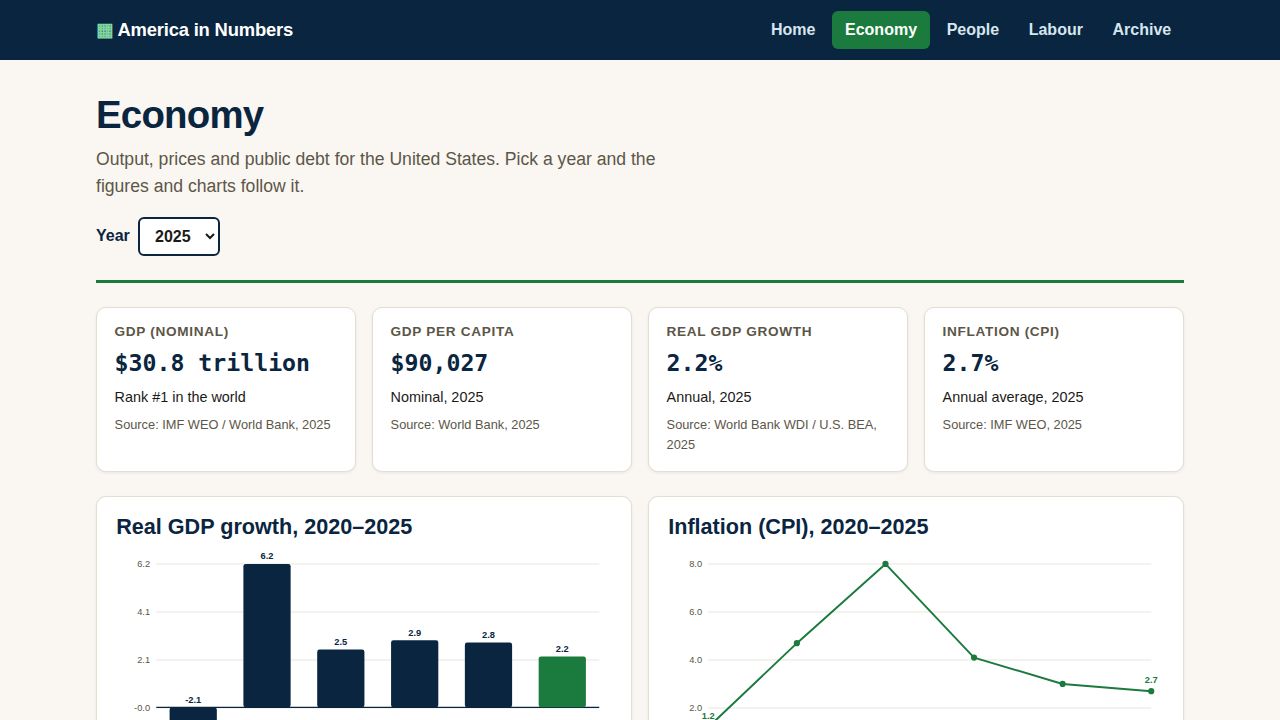 America in Numbers
Home
Economy
People
Labour
Archive
Economy
Output, prices and public debt for the United States. Pick a year and the
figures and charts follow it.
Year
2025
GDP (NOMINAL)
$30.8 trillion
Rank #1 in the world
Source: IMF WEO / World Bank, 2025
GDP PER CAPITA
$90,027
Nominal, 2025
Source: World Bank, 2025
REAL GDP GROWTH
2.2%
Annual, 2025
Source: World Bank WDI / U.S. BEA,
2025
INFLATION (CPI)
2.7%
Annual average, 2025
Source: IMF WEO, 2025
Real GDP growth, 2020–2025
6.2
4.1
2.1
-0.0
-2.1
6.2
2.5
2.9
2.8
2.2
Inflation (CPI), 2020–2025
8.0
6.0
4.0
2.0
1.2
2.7